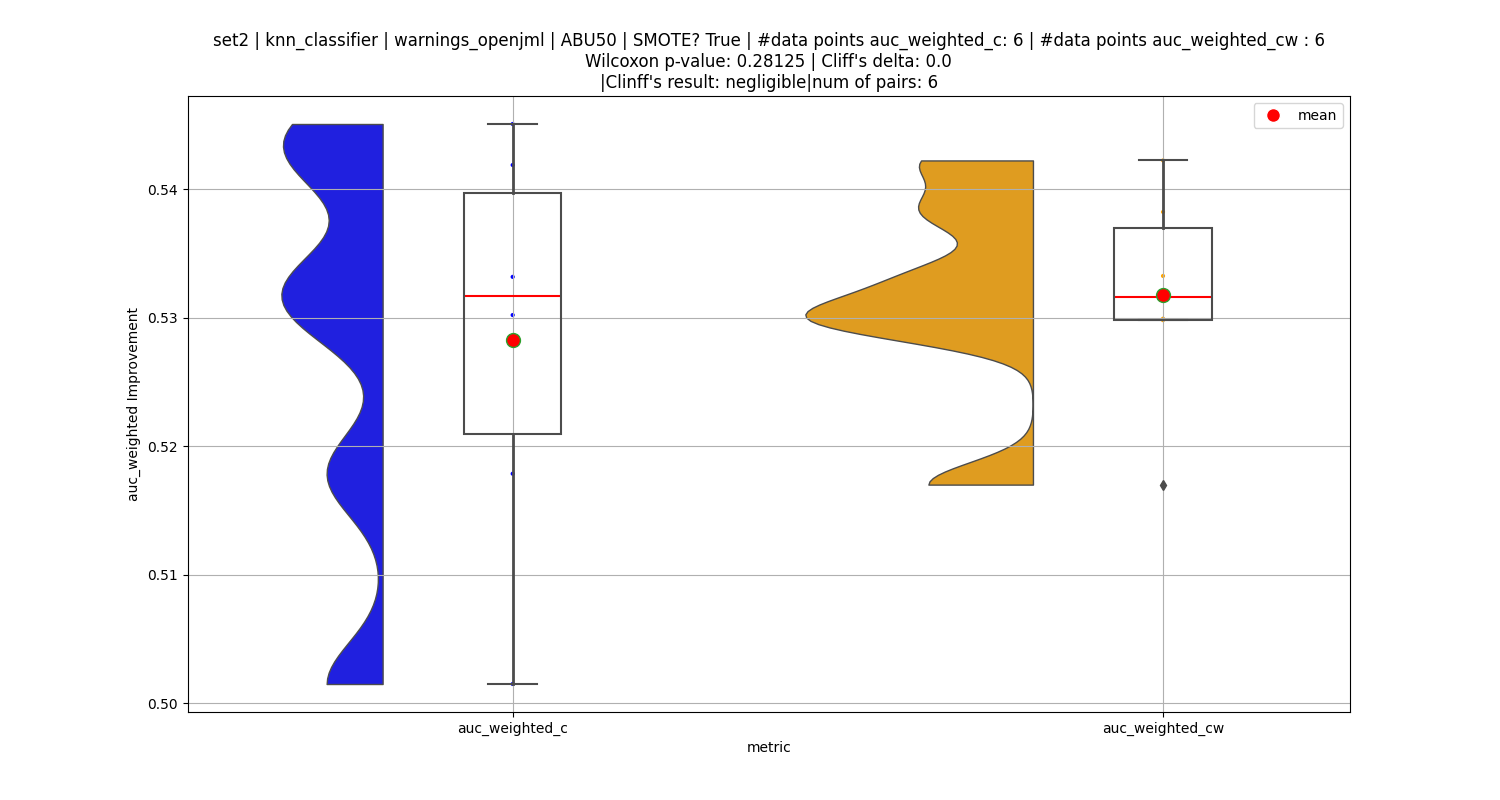 set2 | knn_classifier | warnings_openjml | ABU50 | SMOTE? True | #data points auc_weighted_c: 6 | #data points auc_weighted_cw : 6
Wilcoxon p-value: 0.28125 | Cliff's delta: 0.0
|Clinff's result: negligible|num of pairs: 6
mean
0.54
0.53
0.52
0.51
0.50
auc_weighted Improvement
auc_weighted_c
auc_weighted_cw
metric